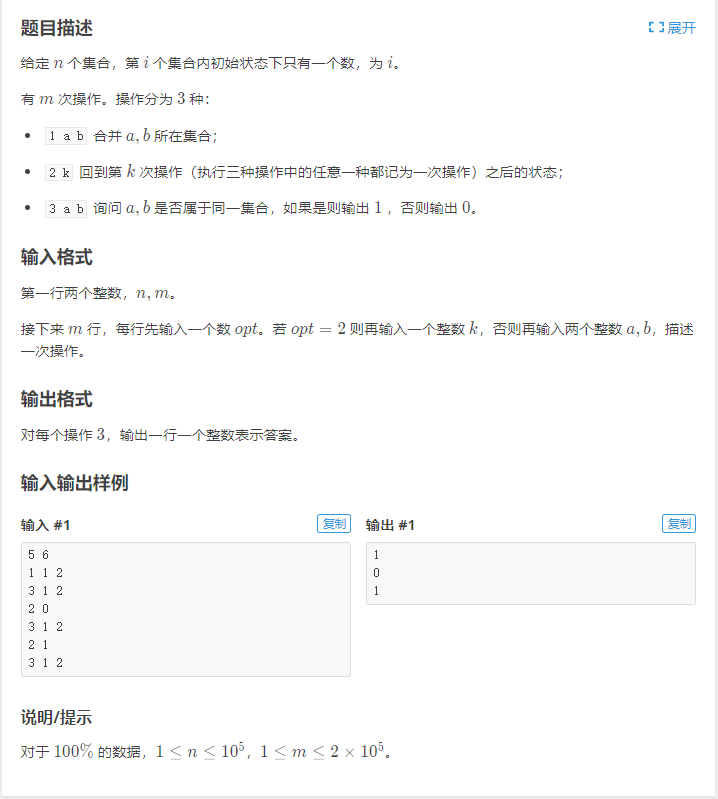 题目描述
展开
给定 n 个集合，第 i 个集合内初始状态下只有一个数，为 i。
有 m 次操作。操作分为 3 种：
• 1 a b 合并 a, b 所在集合；
• 2 k 回到第 k 次操作（执行三种操作中的任意一种都记为一次操作）之后的状态；
• 3 a b 询问 a, b 是否属于同一集合，如果是则输出 1 ，否则输出 0。
输入格式
第一行两个整数，n, m。
接下来 m 行，每行先输入一个数 opt。若 opt = 2 则再输入一个整数 k，否则再输入两个整数 a, b，描述
一次操作。
输出格式
对每个操作 3，输出一行一个整数表示答案。
输入输出样例
输入 #1
复制
5 6
1 1 2
3 1 2
2 0
3 1 2
2 1
3 1 2
输出 #1
复制
1
0
1
说明/提示
对于 100% 的数据，1 ≤ n ≤ 10⁵，1 ≤ m ≤ 2 × 10⁵。